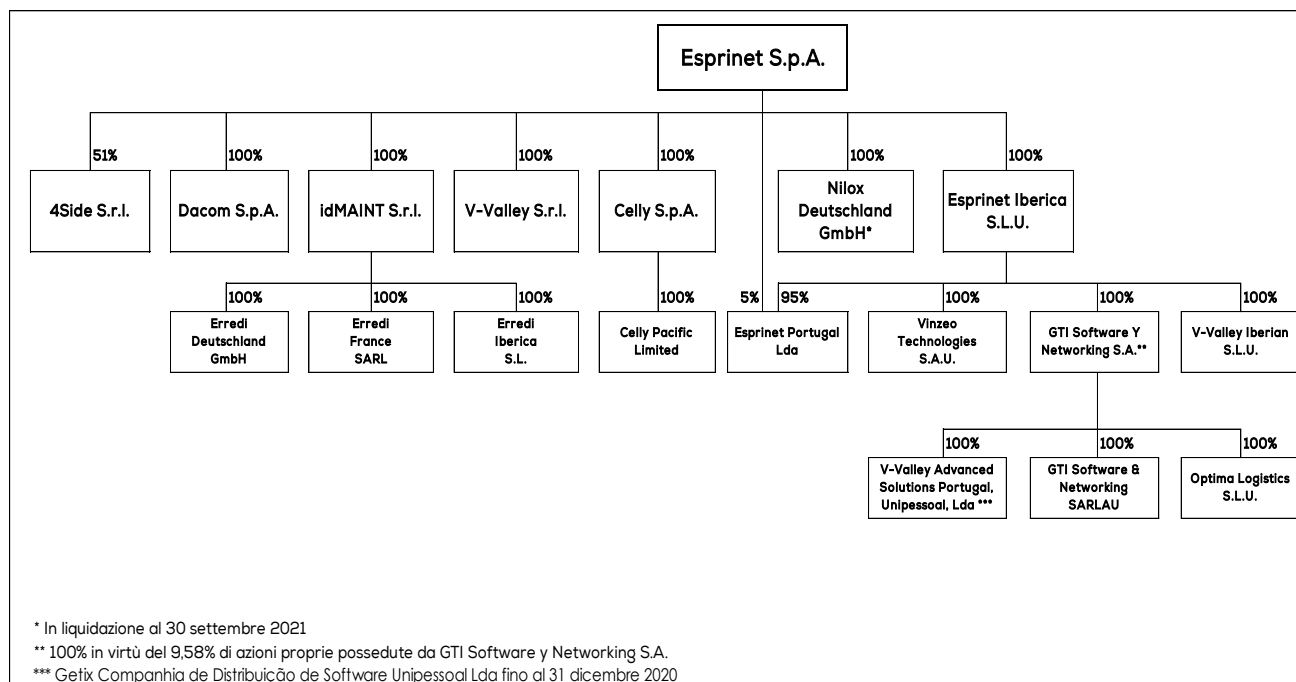 Esprinet S.p.A.
51%
100%
100%
100%
100%
100%
100%
4Side S.r.l.
Dacom S.p.A.
idMAINT S.r.l.
V-Valley S.r.l.
Celly S.p.A.
Nilox
Deutschland
GmbH*
Esprinet Iberica
S.L.U.
100%
100%
100%
100%
5%
95%
100%
100%
100%
Erredi
Deutschland
GmbH
Erredi
France
SARL
Erredi
Iberica
S.L.
Celly Pacific
Limited
Esprinet Portugal
Lda
Vinzeo
Technologies
S.A.U.
GTI Software Y
Networking S.A.**
V-Valley Iberian
S.L.U.
100%
100%
100%
V-Valley Advanced
Solutions Portugal,
Unipessoal, Lda ***
GTI Software &
Networking
SARLAU
Optima Logistics
S.L.U.
* In liquidazione al 30 settembre 2021
** 100% in virtù del 9,58% di azioni proprie possedute da GTI Software y Networking S.A.
*** Getix Companhia de Distribuição de Software Unipessoal Lda fino al 31 dicembre 2020